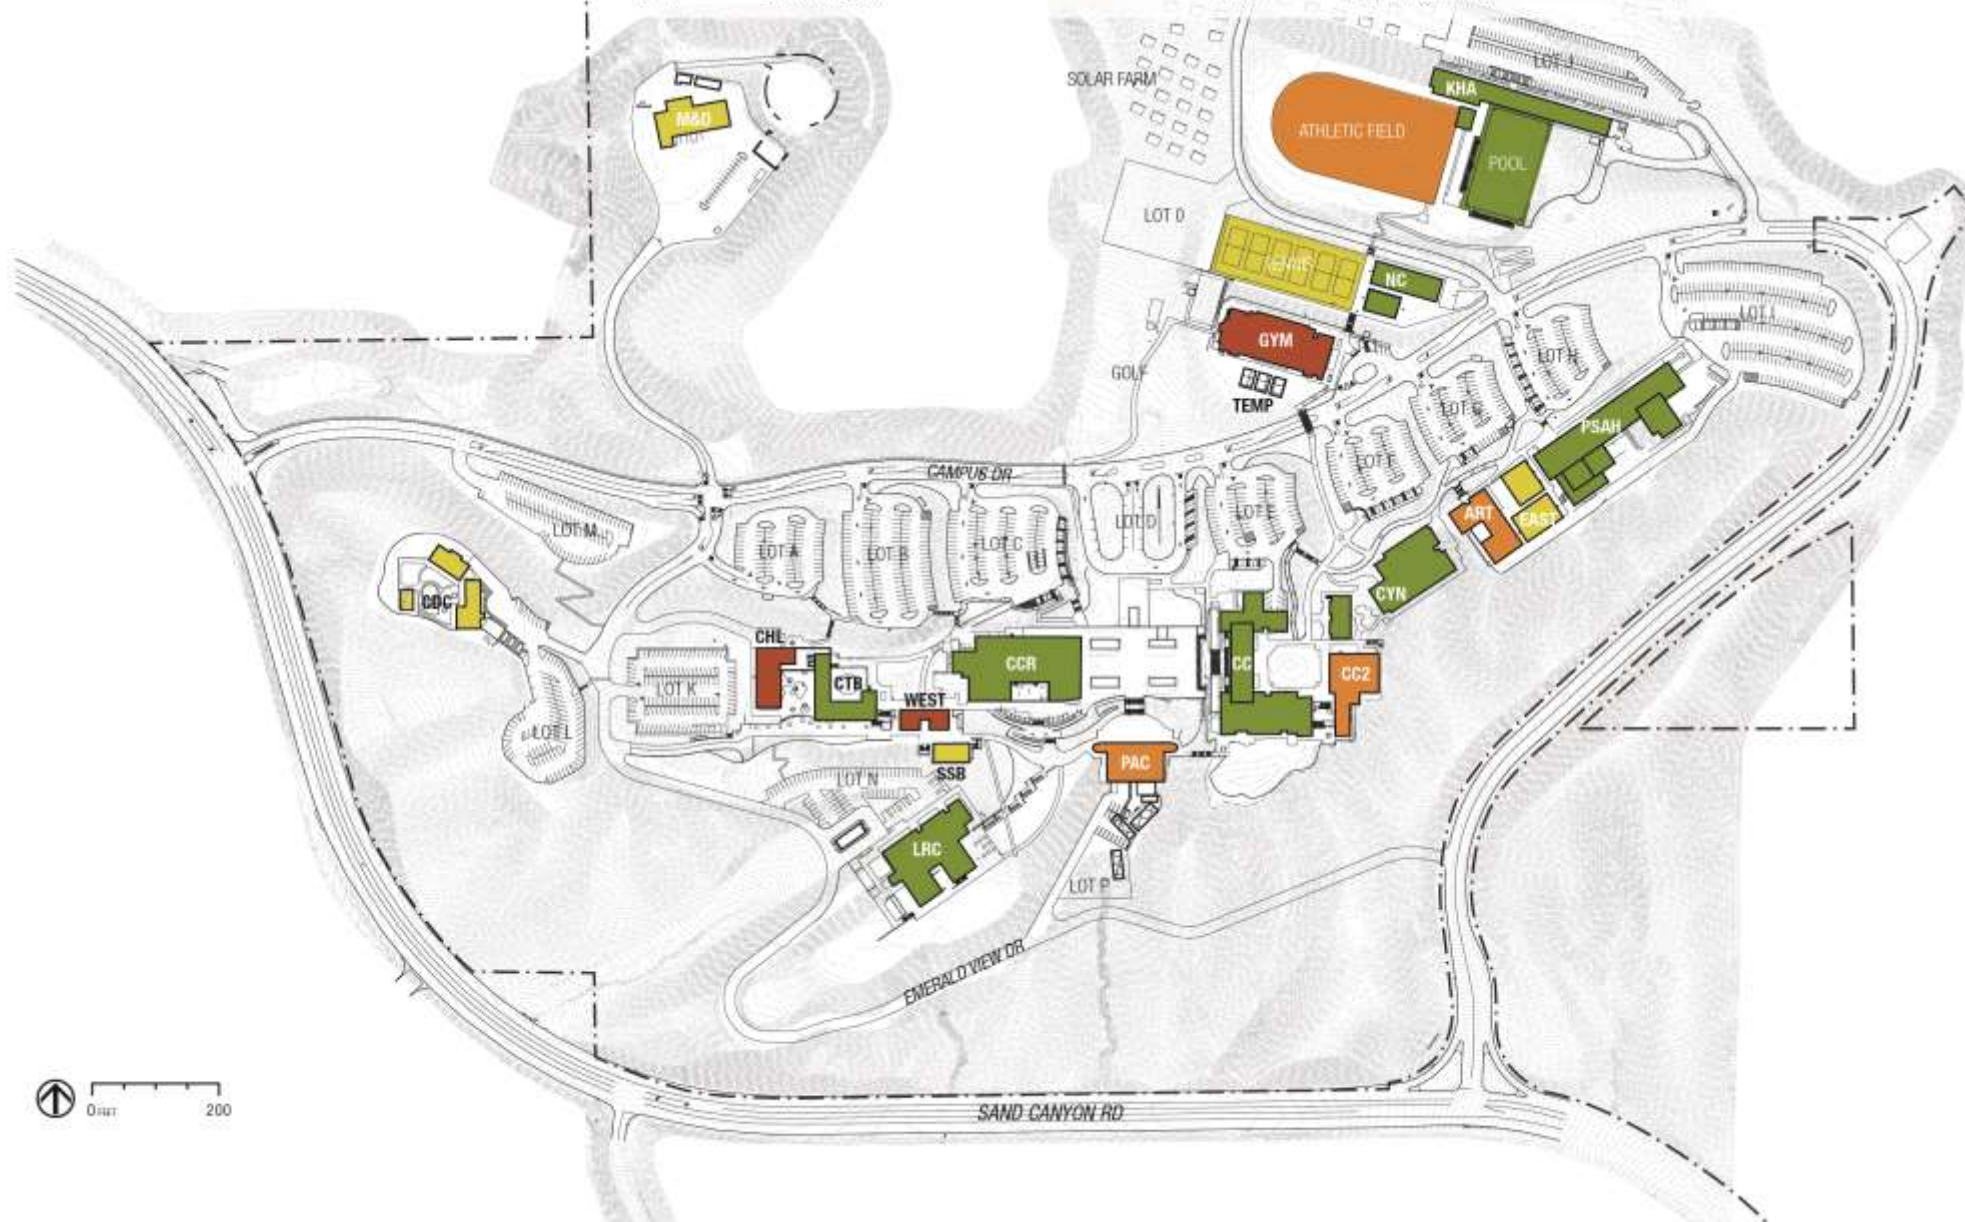 SOLAR FARM
LOT J
KHA
M&O
ATHLETIC FIELD
POOL
LOT D
TENNIS
NC
LOT I
GYM
LOT H
GOLF
TEMP
LOT G
PSAH
LOT F
CAMPUS DR
ART
EAST
LOT M
LOT A
LOT B
LOT C
LOT D
LOT E
CYN
CDC
CHL
CCR
CC
CC2
LOT K
CTB
WEST
LOT L
PAC
SSB
LOT N
LRC
LOT P
EMERALD VIEW DR
0 FEET 200
SAND CANYON RD